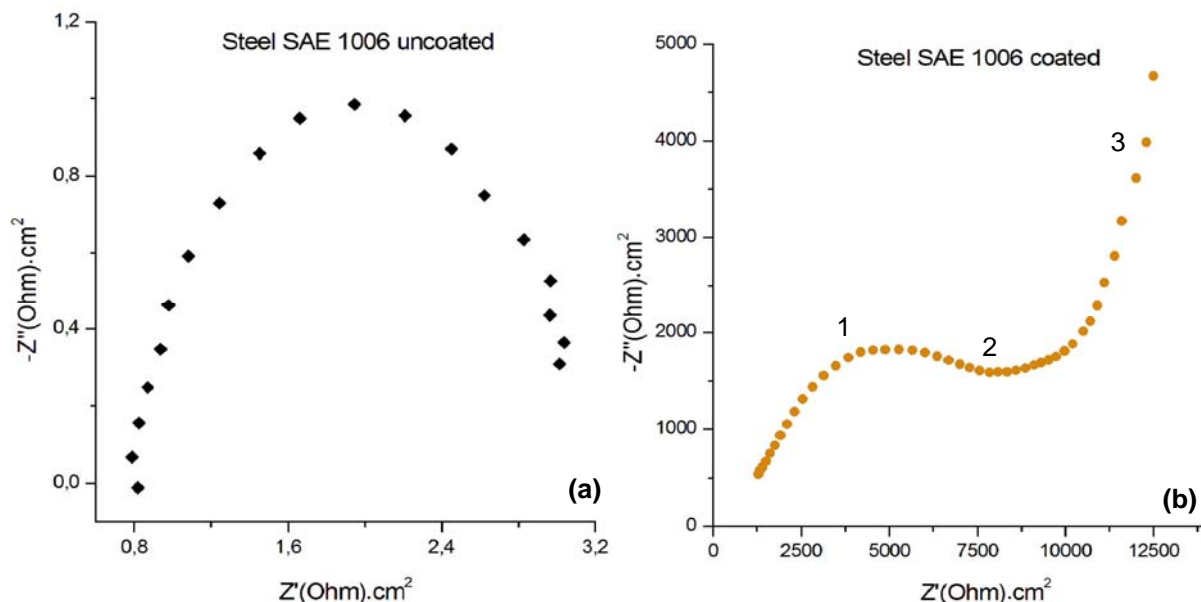 Steel SAE 1006 uncoated
1,2
0,8
0,4
0,0
-Z"(Ohm).cm²
0,8 1,6 2,4 3,2
Z'(Ohm).cm²
(a)
Steel SAE 1006 coated
5000
4000
3000
2000
1000
0
-Z"(Ohm).cm²
1
2
3
0 2500 5000 7500 10000 12500
Z'(Ohm).cm²
(b)